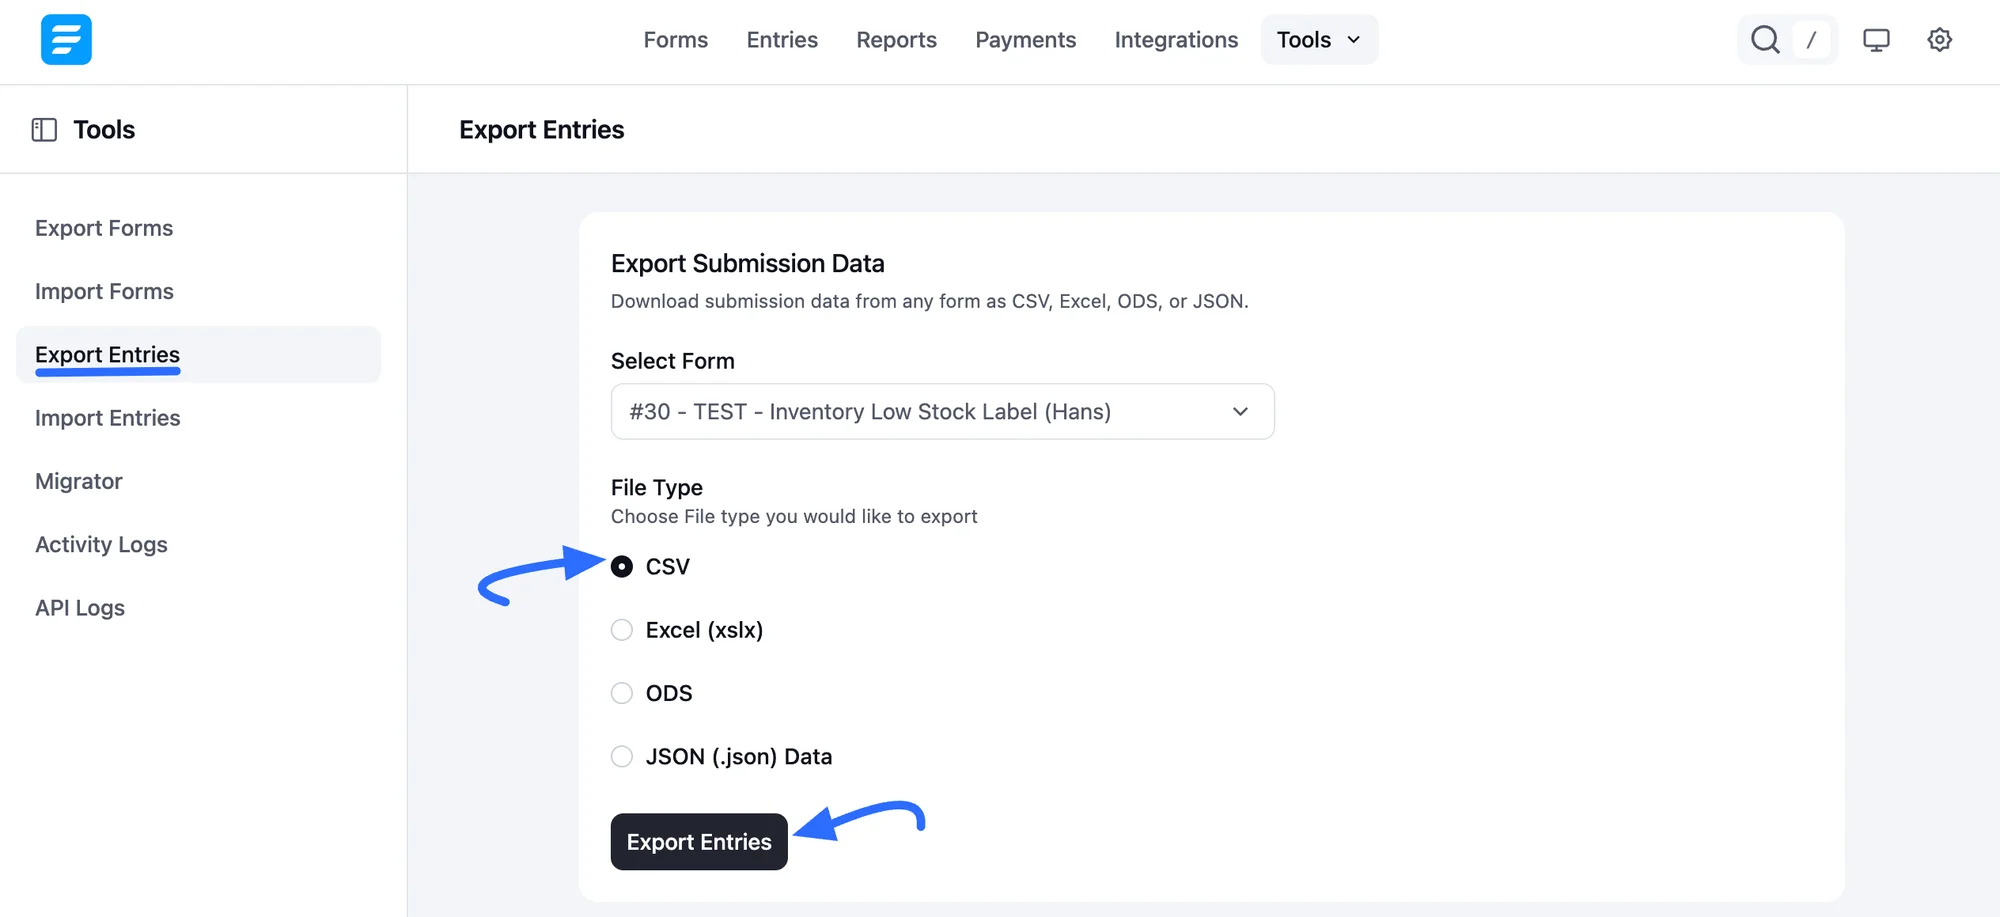 Forms Entries Reports Payments Integrations Tools /
Tools
Export Entries
Export Forms
Import Forms
Export Entries
Import Entries
Migrator
Activity Logs
API Logs
Export Submission Data
Download submission data from any form as CSV, Excel, ODS, or JSON.
Select Form
#30 - TEST - Inventory Low Stock Label (Hans)
File Type
Choose File type you would like to export
CSV
Excel (xslx)
ODS
JSON (.json) Data
Export Entries